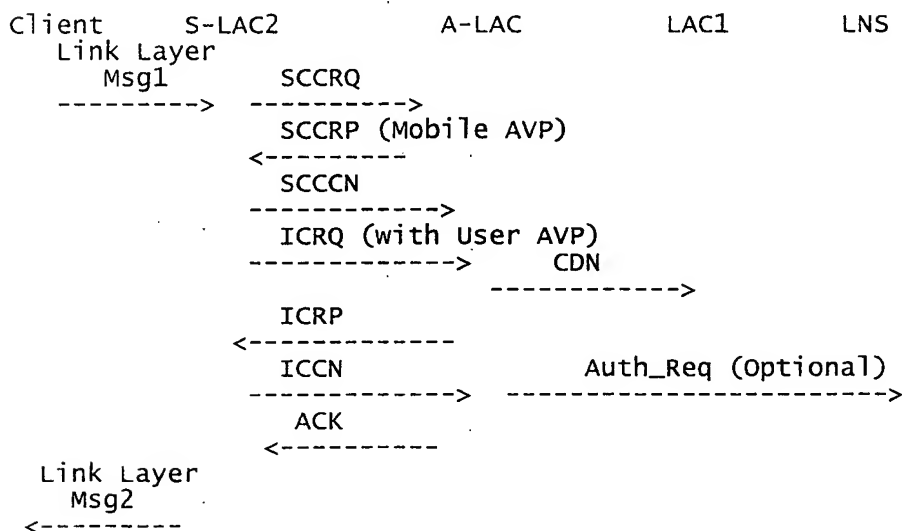 Client S-LAC2 A-LAC LAC1 LNS
Link Layer
Msg1 SCCRQ
---------> ----------->
SCCRP (Mobile AVP)
<----------
SCCCN
------------->
ICRQ (with User AVP)
-------------> CDN
------------>
ICRP
<-------------
ICCN Auth_Req (Optional)
-------------> ------------------------>
ACK
<----------
Link Layer
Msg2
<----------